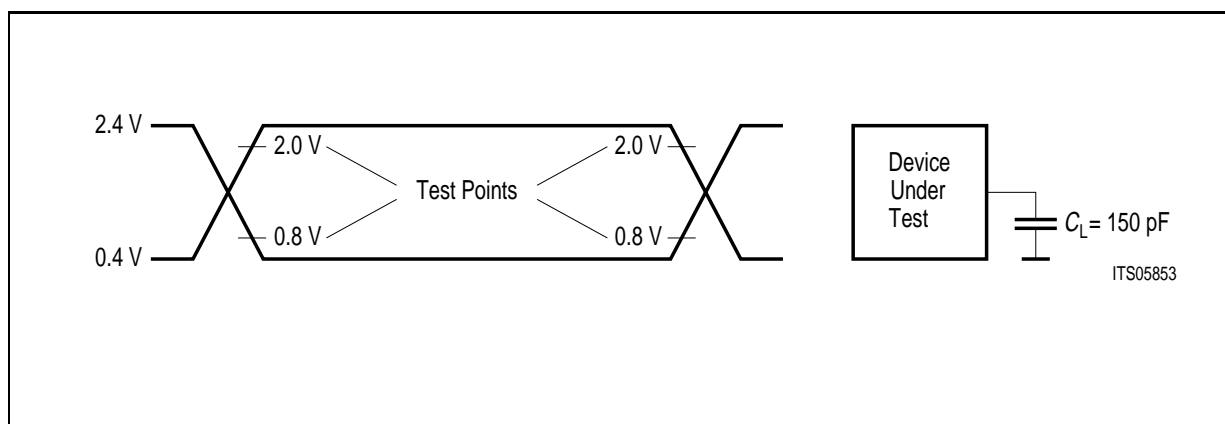 2.4 V
2.0 V
2.0 V
Test Points
0.8 V
0.8 V
0.4 V
Device
Under
Test
CL = 150 pF
ITS05853